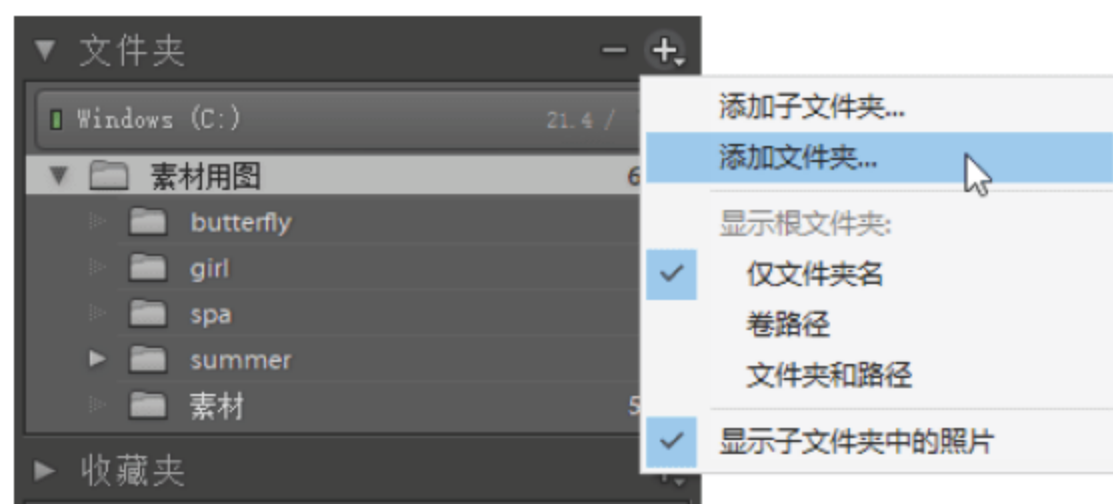 文件夹
Windows (C:)
21.4 /
添加子文件夹...
添加文件夹...
素材用图
6
butterfly
显示根文件夹:
girl
仅文件夹名
spa
卷路径
summer
文件夹和路径
素材
5
显示子文件夹中的照片
收藏夹